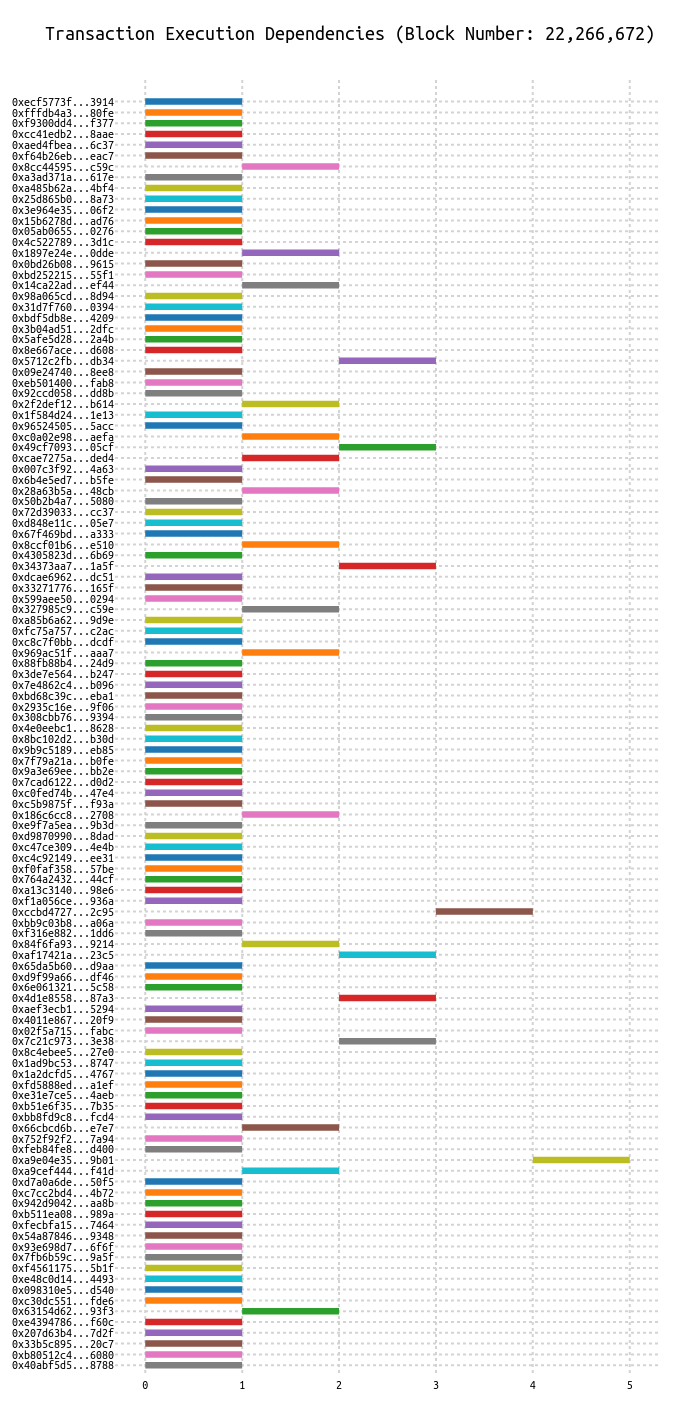 Transaction Execution Dependencies (Block Number: 22,266,672)
0xecf5773f...3914
0xfffdb4a3...80fe
0xf9300dd4...f377
0xcc41edb2...8aae
0xaed4fbea...6c37
0xf64b26eb...eac7
0x8cc44595...c59c
0xa3ad371a...617e
0xa485b62a...4bf4
0x25d865b0...8a73
0x3e964e35...06f2
0x15b6278d...ad76
0x05ab0655...0276
0x4c522789...3d1c
0x1897e24e...0dde
0x0bd26b08...9615
0xbd252215...55f1
0x14ca22ad...ef44
0x98a065cd...8d94
0x31d7f760...0394
0xbdf5db8e...4209
0x3b04ad51...2dfc
0x5afe5d28...2a4b
0x8e667ace...d608
0x5712c2fb...db34
0x09e24740...8ee8
0xeb501400...fab8
0x92ccd058...dd8b
0x2f2def12...b614
0x1f584d24...1e13
0x96524505...5acc
0xc0a02e98...aefa
0x49cf7093...05cf
0xcae7275a...ded4
0x007c3f92...4a63
0x6b4e5ed7...b5fe
0x28a63b5a...48cb
0x50b2b4a7...5080
0x72d39033...cc37
0xd848e11c...05e7
0x67f469bd...a333
0x8ccf01b6...e510
0x4305823d...6b69
0x34373aa7...1a5f
0xdcae6962...dc51
0x33271776...165f
0x599aee50...0294
0x327985c9...c59e
0xa85b6a62...9d9e
0xfc75a757...c2ac
0xc8c7f0bb...dcdf
0x969ac51f...aaa7
0x88fb88b4...24d9
0x3de7e564...b247
0x7e4862c4...b096
0xbd68c39c...eba1
0x2935c16e...9f06
0x308cbb76...9394
0x4e0eebc1...8628
0x8bc102d2...b30d
0x9b9c5189...eb85
0x7f79a21a...b0fe
0x9a3e69ee...bb2e
0x7cad6122...d0d2
0xc0fed74b...47e4
0xc5b9875f...f93a
0x186c6cc8...2708
0xe9f7a5ea...9b3d
0xd9870990...8dad
0xc47ce309...4e4b
0xc4c92149...ee31
0xf0faf358...57be
0x764a2432...44cf
0xa13c3140...98e6
0xf1a056ce...936a
0xccbd4727...2c95
0xbb9c03b8...a06a
0xf316e882...1dd6
0x84f6fa93...9214
0xaf17421a...23c5
0x65da5b60...d9aa
0xd9f99a66...df46
0x6e061321...5c58
0x4d1e8558...87a3
0xaef3ecb1...5294
0x4011e867...20f9
0x02f5a715...fabc
0x7c21c973...3e38
0x8c4ebee5...27e0
0x1ad9bc53...8747
0x1a2dcfd5...4767
0xfd5888ed...a1ef
0xe31e7ce5...4aeb
0xb51e6f35...7b35
0xbb8fd9c8...fcd4
0x66cbcd6b...e7e7
0x752f92f2...7a94
0xfeb84fe8...d400
0xa9e04e35...9b01
0xa9cef444...f41d
0xd7a0a6de...50f5
0xc7cc2bd4...4b72
0x942d9042...aa8b
0xb511ea08...989a
0xfecbfa15...7464
0x54a87846...9348
0x93e698d7...6f6f
0x7fb6b59c...9a5f
0xf4561175...5b1f
0xe48c0d14...4493
0x098310e5...d540
0xc30dc551...fde6
0x63154d62...93f3
0xe4394786...f60c
0x207d63b4...7d2f
0x33b5c895...20c7
0xb80512c4...6080
0x40abf5d5...8788
0 1 2 3 4 5